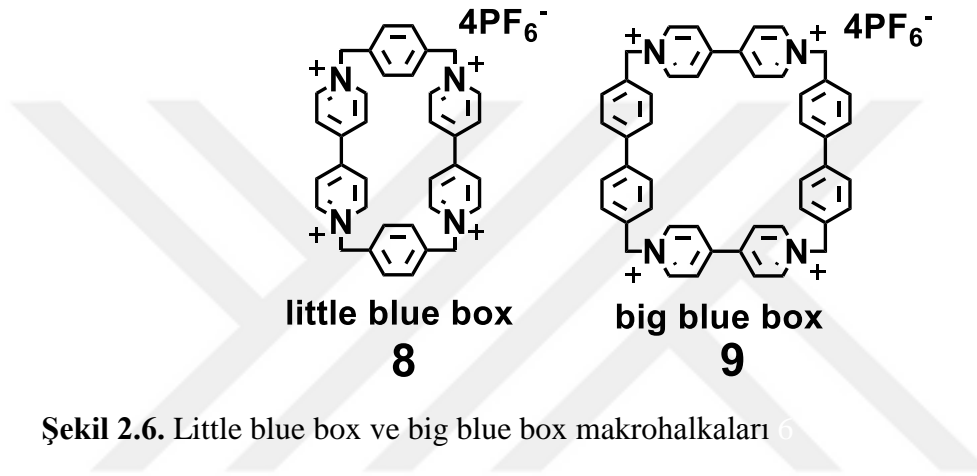 4PF6-
4PF6-
+ N N +
+ N N +
+ N N +
+ N N +
little blue box
big blue box
8
9
Şekil 2.6. Little blue box ve big blue box makrohalkaları 6